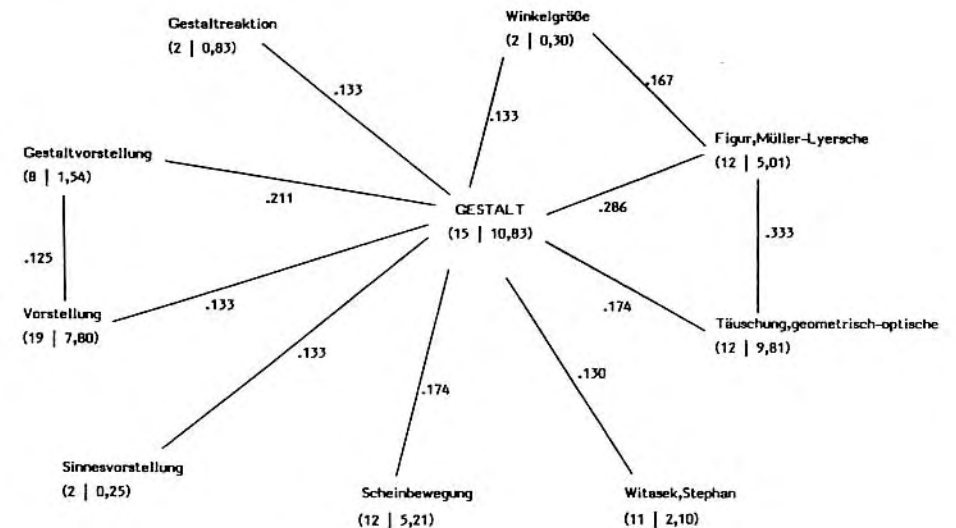 Gestaltreaktion
(2 | 0,83)
Winkelgröße
(2 | 0,30)
.133
.133
.167
Gestaltvorstellung
(8 | 1,54)
Figur,Müller-Lyersche
(12 | 5,01)
.211
GESTALT
(15 | 10,83)
.286
.125
.333
Vorstellung
(19 | 7,80)
.133
.174
Täuschung,geometrisch-optische
(12 | 9,81)
.133
.174
.130
Sinnesvorstellung
(2 | 0,25)
Scheinbewegung
(12 | 5,21)
Witasek,Stephan
(11 | 2,10)